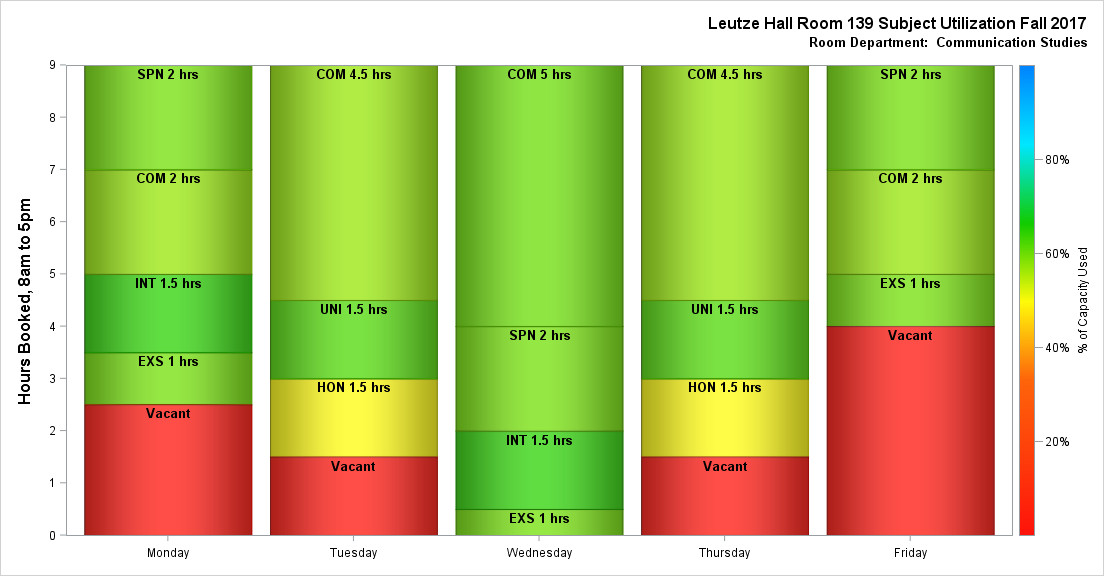 Leutze Hall Room 139 Subject Utilization Fall 2017
Room Department:  Communication Studies
Hours Booked, 8am to 5pm
9
8
7
6
5
4
3
2
1
0
SPN 2 hrs
COM 2 hrs
INT 1.5 hrs
EXS 1 hrs
Vacant
Monday
COM 4.5 hrs
UNI 1.5 hrs
HON 1.5 hrs
Vacant
Tuesday
COM 5 hrs
SPN 2 hrs
INT 1.5 hrs
EXS 1 hrs
Wednesday
COM 4.5 hrs
UNI 1.5 hrs
HON 1.5 hrs
Vacant
Thursday
SPN 2 hrs
COM 2 hrs
EXS 1 hrs
Vacant
Friday
80%
60%
40%
20%
% of Capacity Used